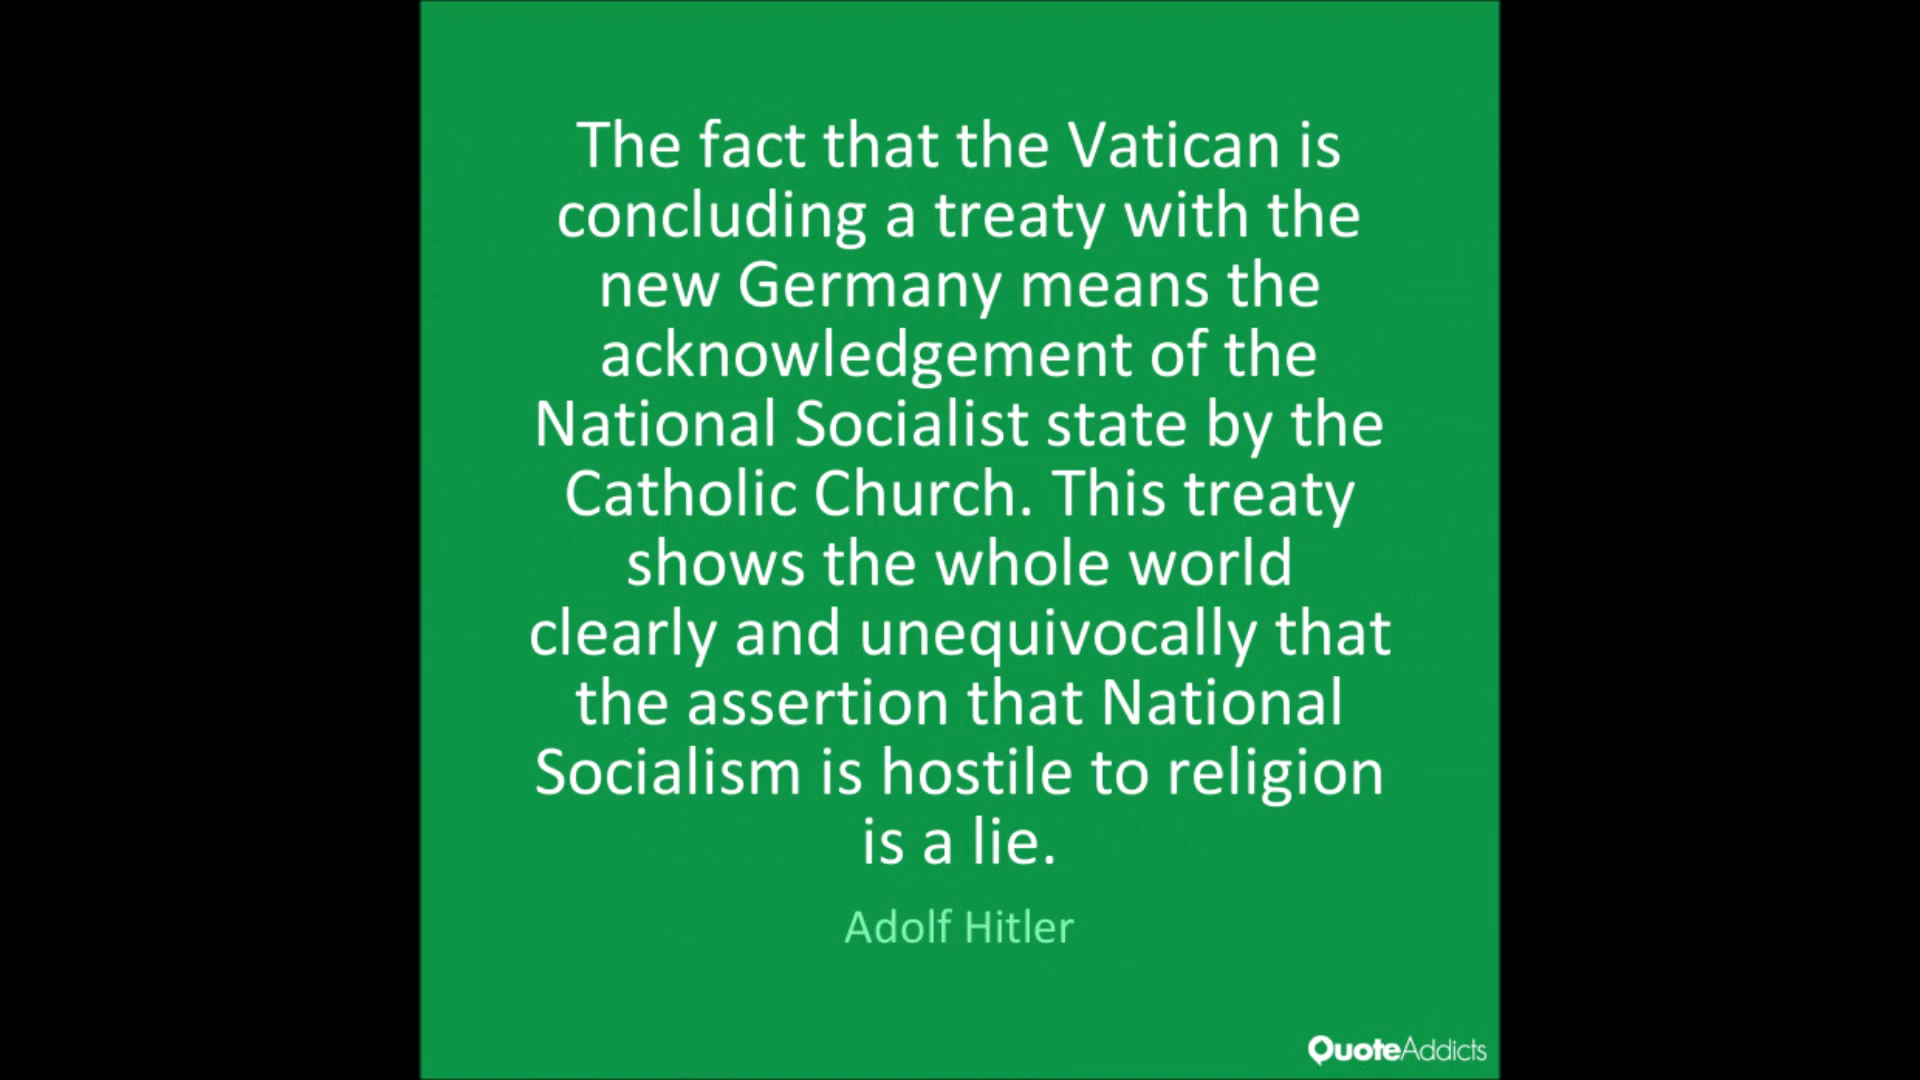 The fact that the Vatican is
concluding a treaty with the
new Germany means the
acknowledgement of the
National Socialist state by the
Catholic Church. This treaty
shows the whole world
clearly and unequivocally that
the assertion that National
Socialism is hostile to religion
is a lie.
Adolf Hitler
QuoteAddicts